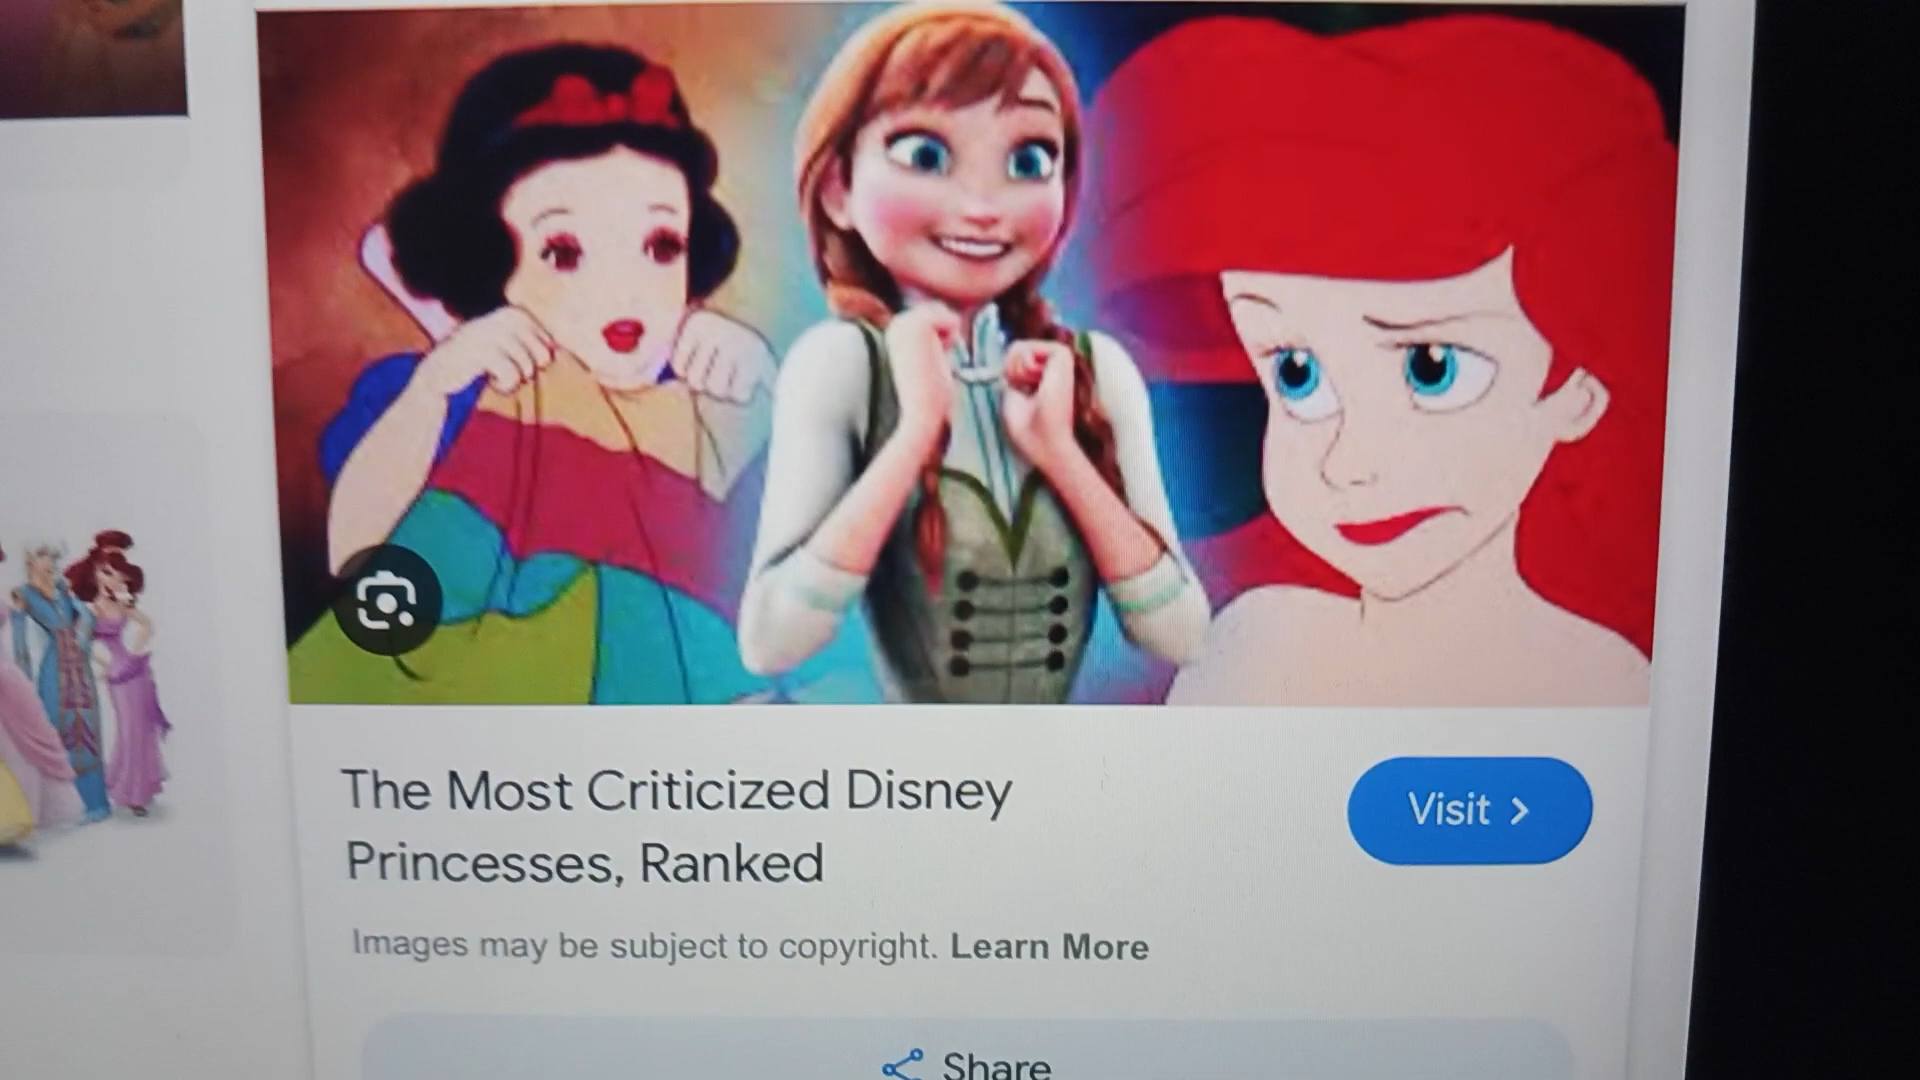 The Most Criticized Disney
Princesses, Ranked
Visit
Images may be subject to copyright. Learn More
Share